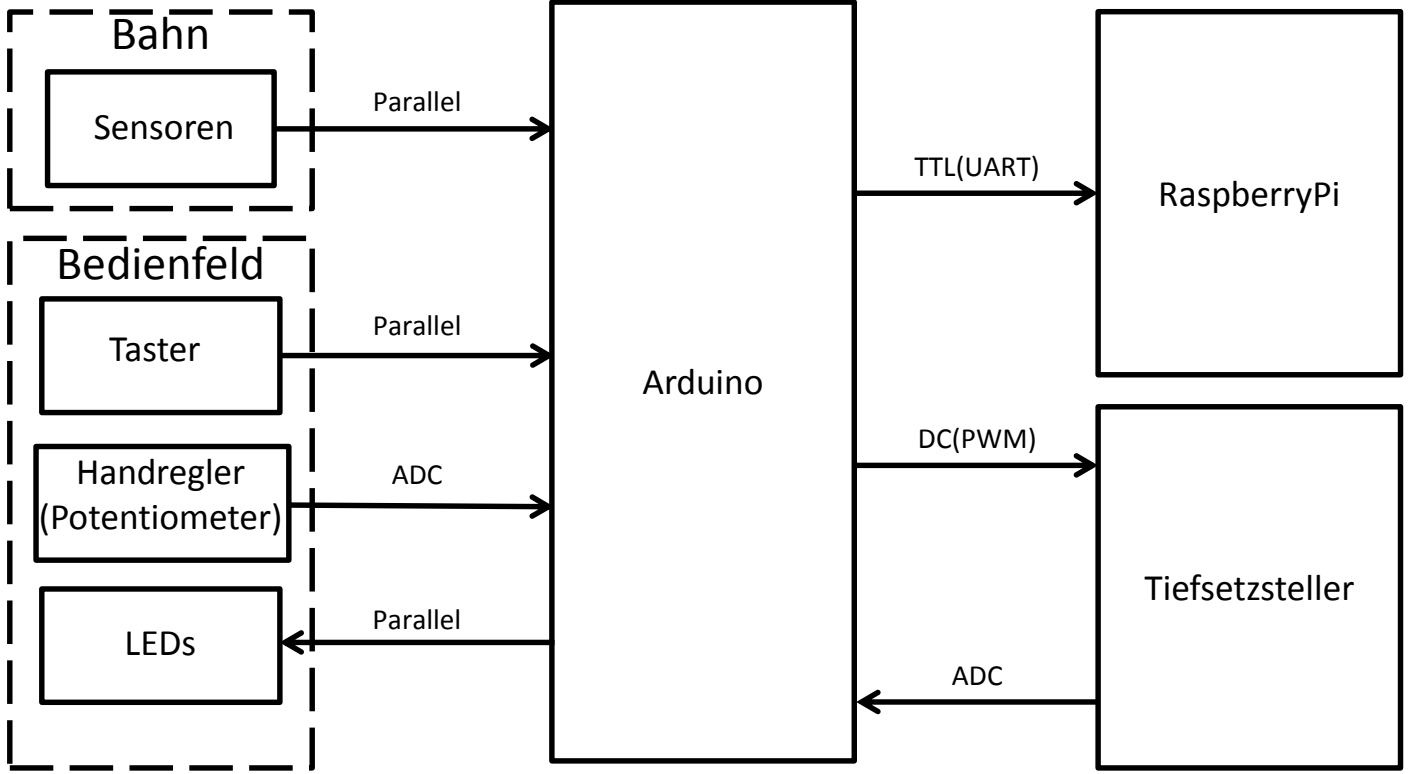 Bahn
Sensoren
Parallel
Bedienfeld
Taster
Parallel
Handregler
(Potentiometer)
ADC
LEDs
Parallel
Arduino
TTL(UART)
RaspberryPi
DC(PWM)
Tiefsetzsteller
ADC